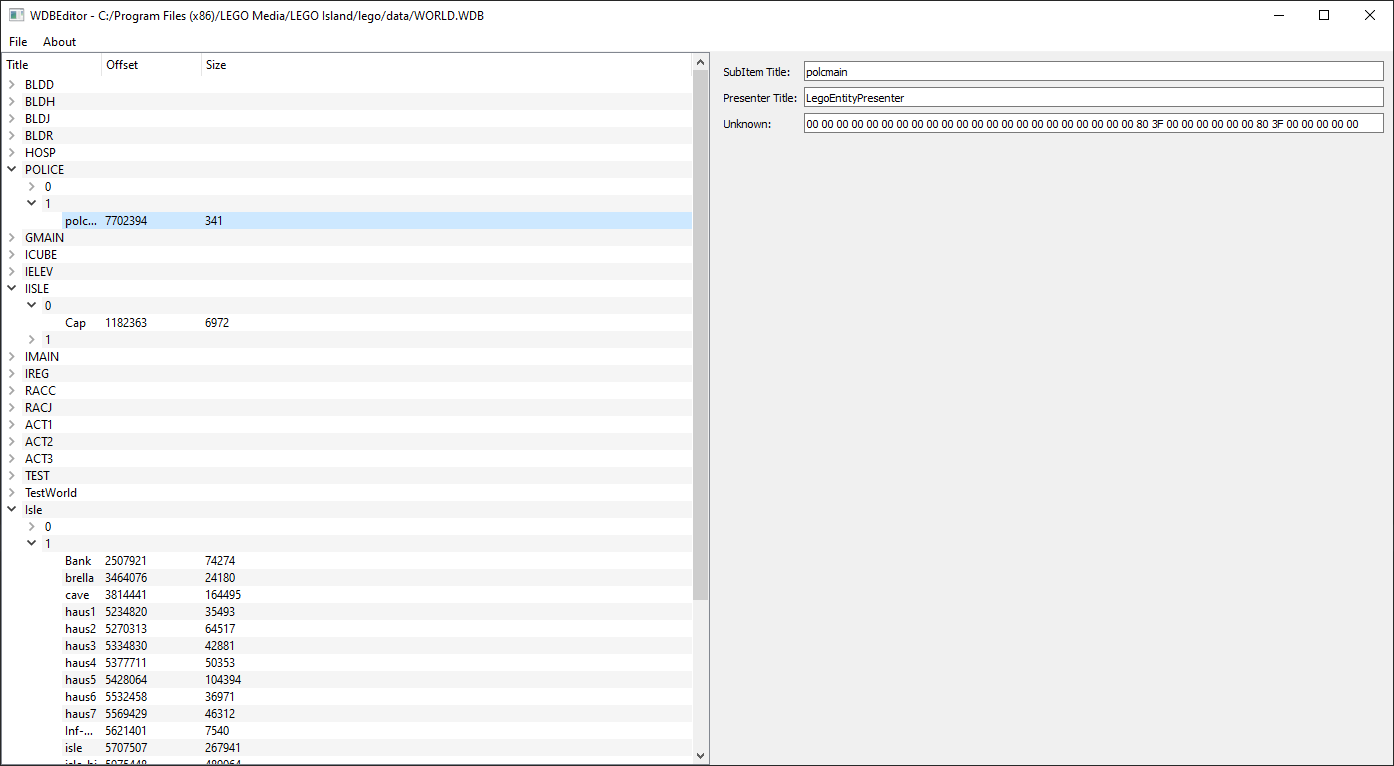 WDBEditor - C:/Program Files (x86)/LEGO Media/LEGO Island/lego/data/WORLD.WDB
File About
Title Offset Size
BLDD
BLDH
BLDJ
BLDR
HOSP
POLICE
0
1
polc... 7702394 341
GMAIN
ICUBE
IELEV
IISLE
0
Cap 1182363 6972
1
IMAIN
IREG
RACC
RACJ
ACT1
ACT2
ACT3
TEST
TestWorld
Isle
0
1
Bank 2507921 74274
brella 3464076 24180
cave 3814441 164495
haus1 5234820 35493
haus2 5270313 64517
haus3 5334830 42881
haus4 5377711 50353
haus5 5428064 104394
haus6 5532458 36971
haus7 5569429 46312
Inf-... 5621401 7540
isle 5707507 267941
SubItem Title: polcmain
Presenter Title: LegoEntityPresenter
Unknown: 00 00 00 00 00 00 00 00 00 00 00 00 00 00 00 00 00 00 00 00 00 00 80 3F 00 00 00 00 00 00 80 3F 00 00 00 00 00